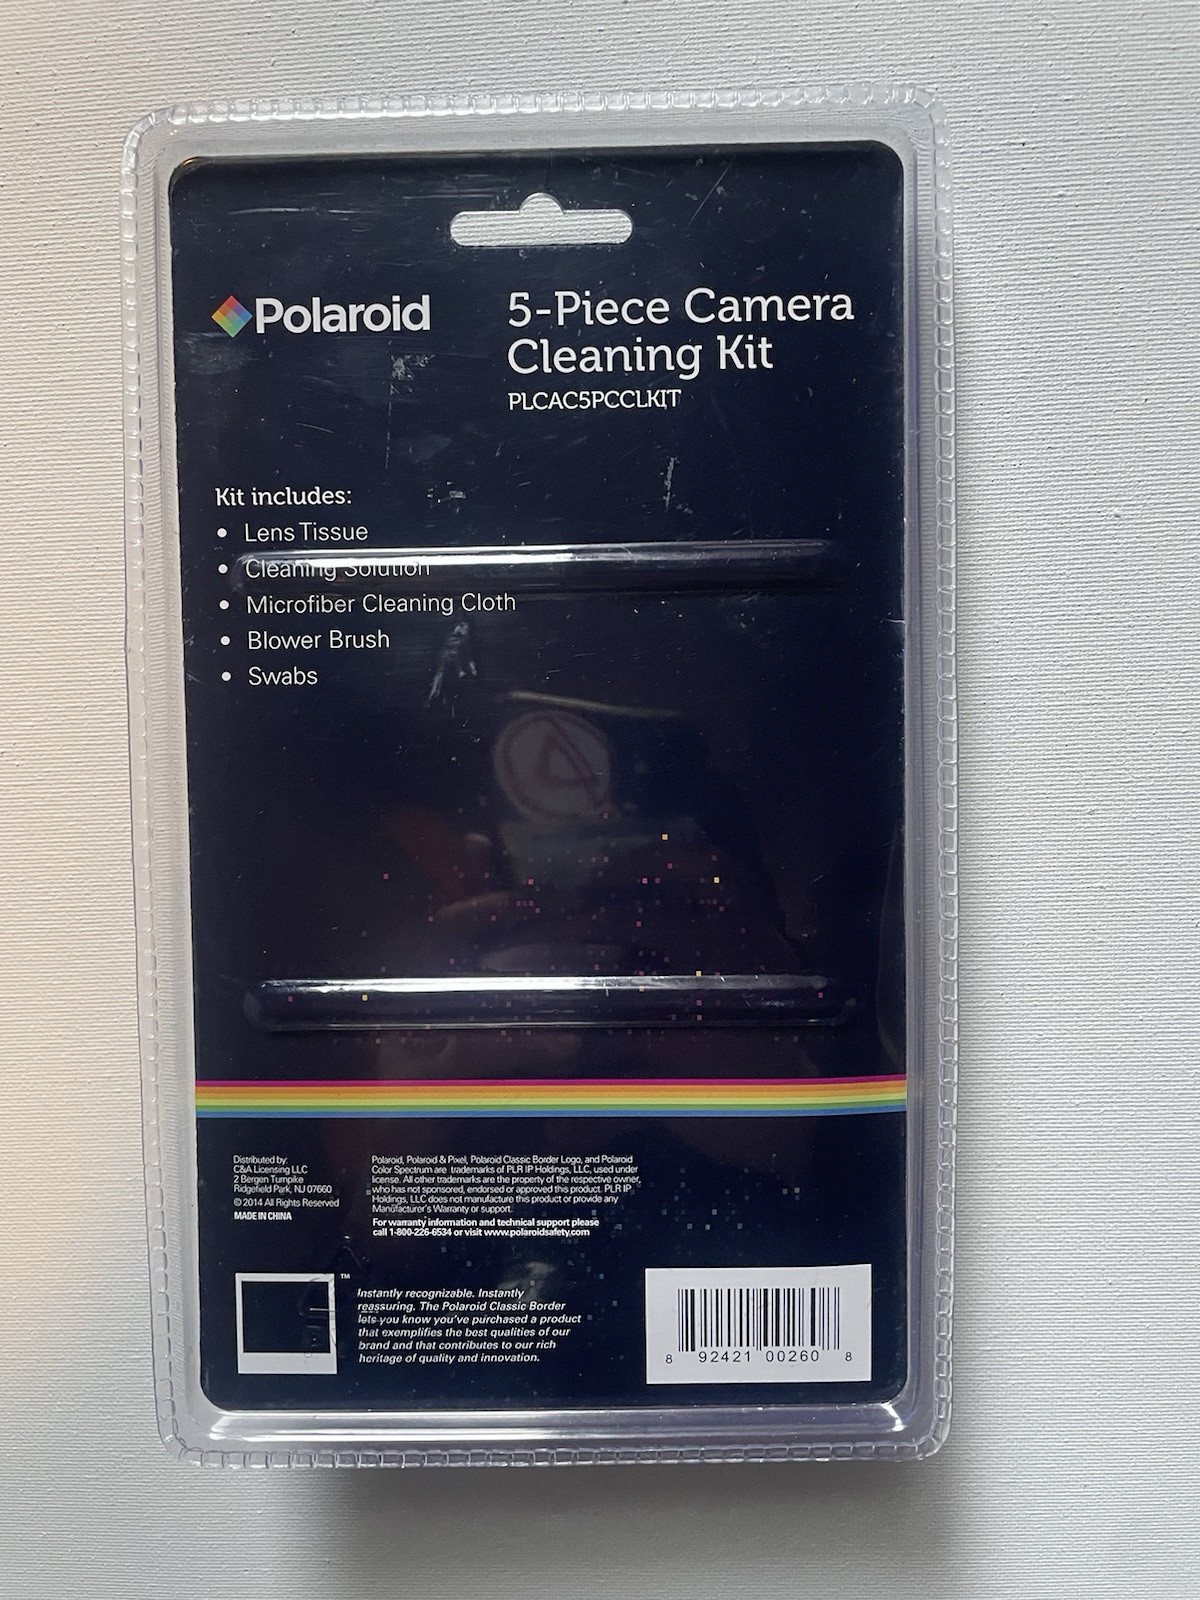 Polaroid
5-Piece Camera
Cleaning Kit
PLCAC5PCCLKIT
Kit includes:
• Lens Tissue
• Cleaning Solution
• Microfiber Cleaning Cloth
• Blower Brush
• Swabs
Distributed by:
C&A Licensing LLC
2 Bergen Turnpike
Ridgefield Park, NJ 07660
© 2014 All Rights Reserved
MADE IN CHINA
Polaroid, Polaroid & Pixel, Polaroid Classic Border Logo, and Polaroid
Color Spectrum are trademarks of PLR IP Holdings, LLC, used under
license. All other trademarks are the property of the respective owner,
who has not sponsored, endorsed or approved this product. PLR IP
Holdings, LLC does not manufacture this product or provide any
Manufacturer's Warranty or support.
For warranty information and technical support please
call 1-800-226-6534 or visit www.polaroidsafety.com
TM
Instantly recognizable. Instantly
reassuring. The Polaroid Classic Border
lets you know you've purchased a product
that exemplifies the best qualities of our
brand and that contributes to our rich
heritage of quality and innovation.
8 92421 00260 8